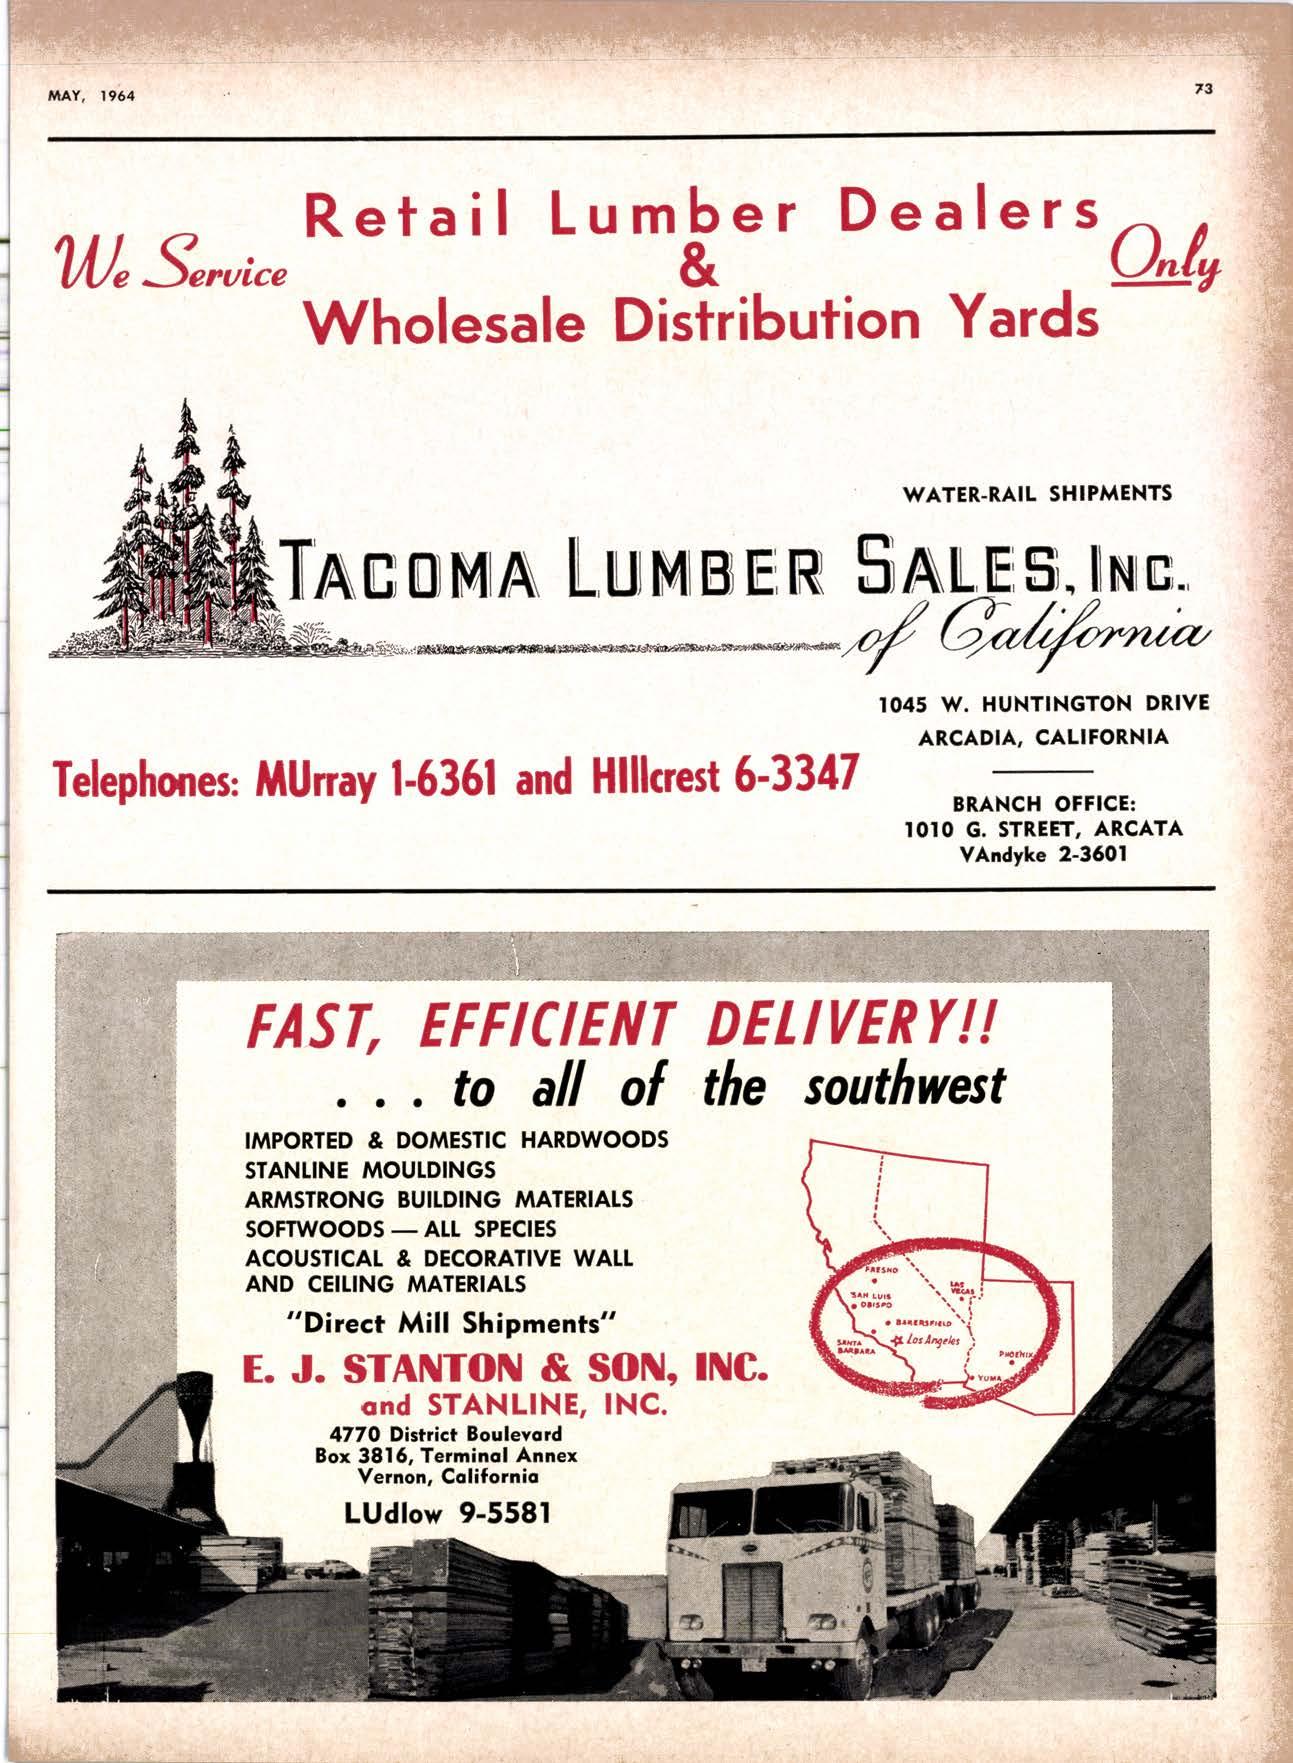 MAY, 1964
73
We Service
Retail Lumber Dealers
&
Wholesale Distribution Yards
Only
WATER-RAIL SHIPMENTS
TACOMA LUMBER SALES, INC.
of California
1045 W. HUNTINGTON DRIVE
ARCADIA, CALIFORNIA
Telephones: MUrray 1-6361 and HIllcrest 6-3347
BRANCH OFFICE:
1010 G. STREET, ARCATA
VAndyke 2-3601
FAST, EFFICIENT DELIVERY!!
. . . to all of the southwest
IMPORTED & DOMESTIC HARDWOODS
STANLINE MOULDINGS
ARMSTRONG BUILDING MATERIALS
SOFTWOODS — ALL SPECIES
ACOUSTICAL & DECORATIVE WALL
AND CEILING MATERIALS
"Direct Mill Shipments"
E. J. STANTON & SON, INC.
and STANLINE, INC.
4770 District Boulevard
Box 3816, Terminal Annex
Vernon, California
LUdlow 9-5581
FRESNO
LAS
VEGAS
SAN LUIS
OBISPO
BAKERSFIELD
SANTA
BARBARA
Los Angeles
PHOENIX
YUMA